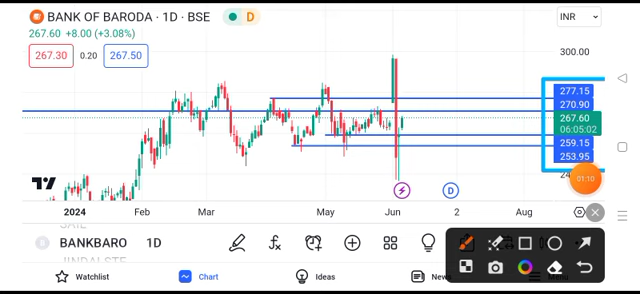 BANK OF BARODA · 1D · BSE
D
INR
267.60 +8.00 (+3.08%)
267.30
0.20
267.50
300.00
277.15
270.90
267.60
06:05:02
259.15
253.95
01:10
D
2024
Feb
Mar
May
Jun
2
Aug
B
BANKBARO
1D
fx
JINDALSTE
Watchlist
Chart
Ideas
News